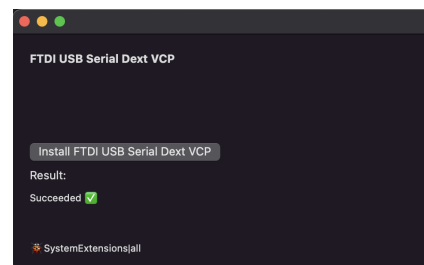 FTDI USB Serial Dext VCP
Install FTDI USB Serial Dext VCP
Result:
Succeeded ✅
🐞 SystemExtensions|all